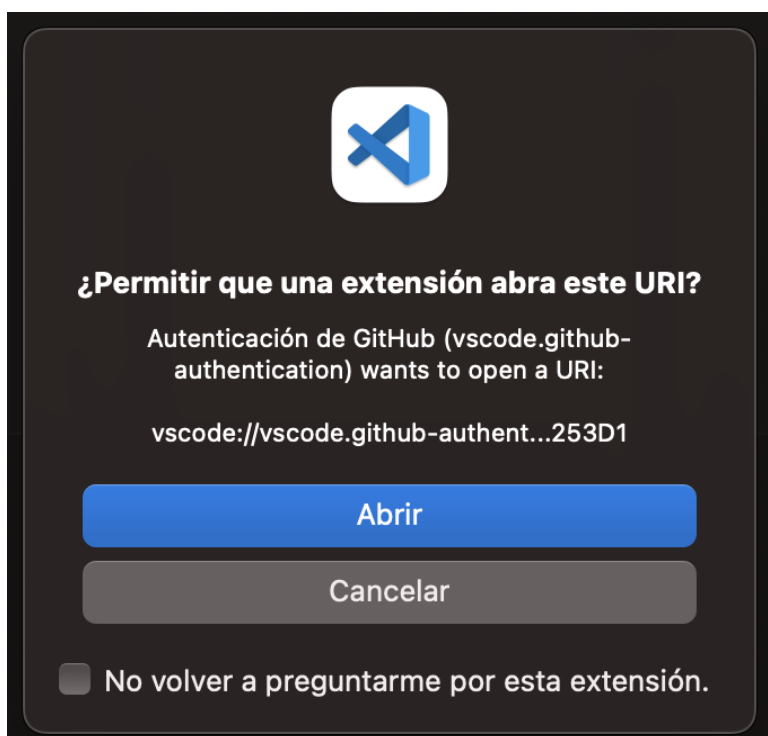 ¿Permitir que una extensión abra este URI?
Autenticación de GitHub (vscode.github-
authentication) wants to open a URI:
vscode://vscode.github-authent...253D1
Abrir
Cancelar
No volver a preguntarme por esta extensión.